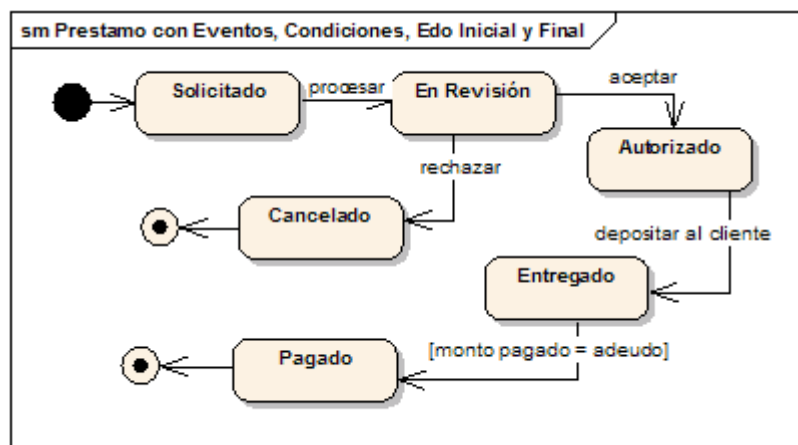 sm Prestamo con Eventos, Condiciones, Edo Inicial y Final
Solicitado
procesar
En Revisión
aceptar
Autorizado
rechazar
Cancelado
depositar al cliente
Entregado
[monto pagado = adeudo]
Pagado